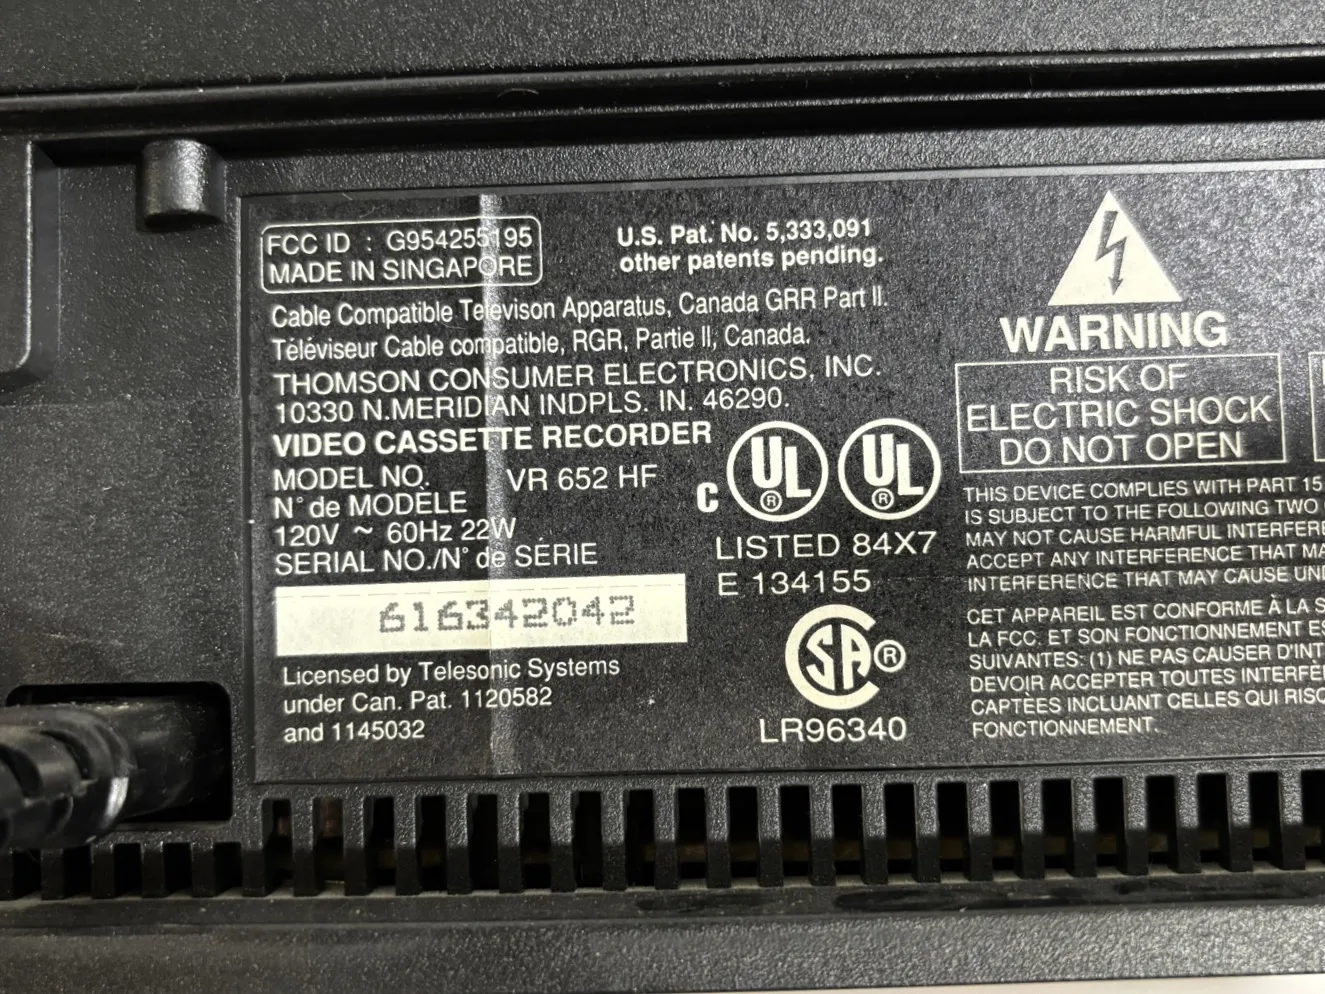 FCC ID : G954255195
MADE IN SINGAPORE
U.S. Pat. No. 5,333,091
other patents pending.
Cable Compatible Televison Apparatus, Canada GRR Part II.
Téléviseur Cable compatible, RGR, Partie II, Canada.
THOMSON CONSUMER ELECTRONICS, INC.
10330 N.MERIDIAN INDPLS. IN. 46290.
VIDEO CASSETTE RECORDER
MODEL NO. VR 652 HF
N° de MODÈLE
120V ~ 60Hz 22W
SERIAL NO./N° de SÉRIE
616342042
Licensed by Telesonic Systems
under Can. Pat. 1120582
and 1145032
C UL ® UL ®
LISTED 84X7
E 134155
SA ®
LR96340
WARNING
RISK OF
ELECTRIC SHOCK
DO NOT OPEN
THIS DEVICE COMPLIES WITH PART 15
IS SUBJECT TO THE FOLLOWING TWO
MAY NOT CAUSE HARMFUL INTERFERE
ACCEPT ANY INTERFERENCE THAT MA
INTERFERENCE THAT MAY CAUSE UND
CET APPAREIL EST CONFORME À LA S
LA FCC. ET SON FONCTIONNEMENT ES
SUIVANTES: (1) NE PAS CAUSER D'INT
DEVOIR ACCEPTER TOUTES INTERFÉ
CAPTÉES INCLUANT CELLES QUI RISQ
FONCTIONNEMENT.